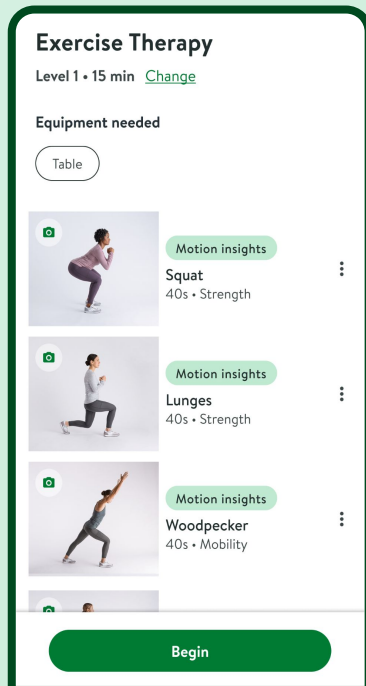 Exercise Therapy
Level 1 • 15 min Change
Equipment needed
Table
Motion insights
Squat
40s • Strength
Motion insights
Lunges
40s • Strength
Motion insights
Woodpecker
40s • Mobility
Begin